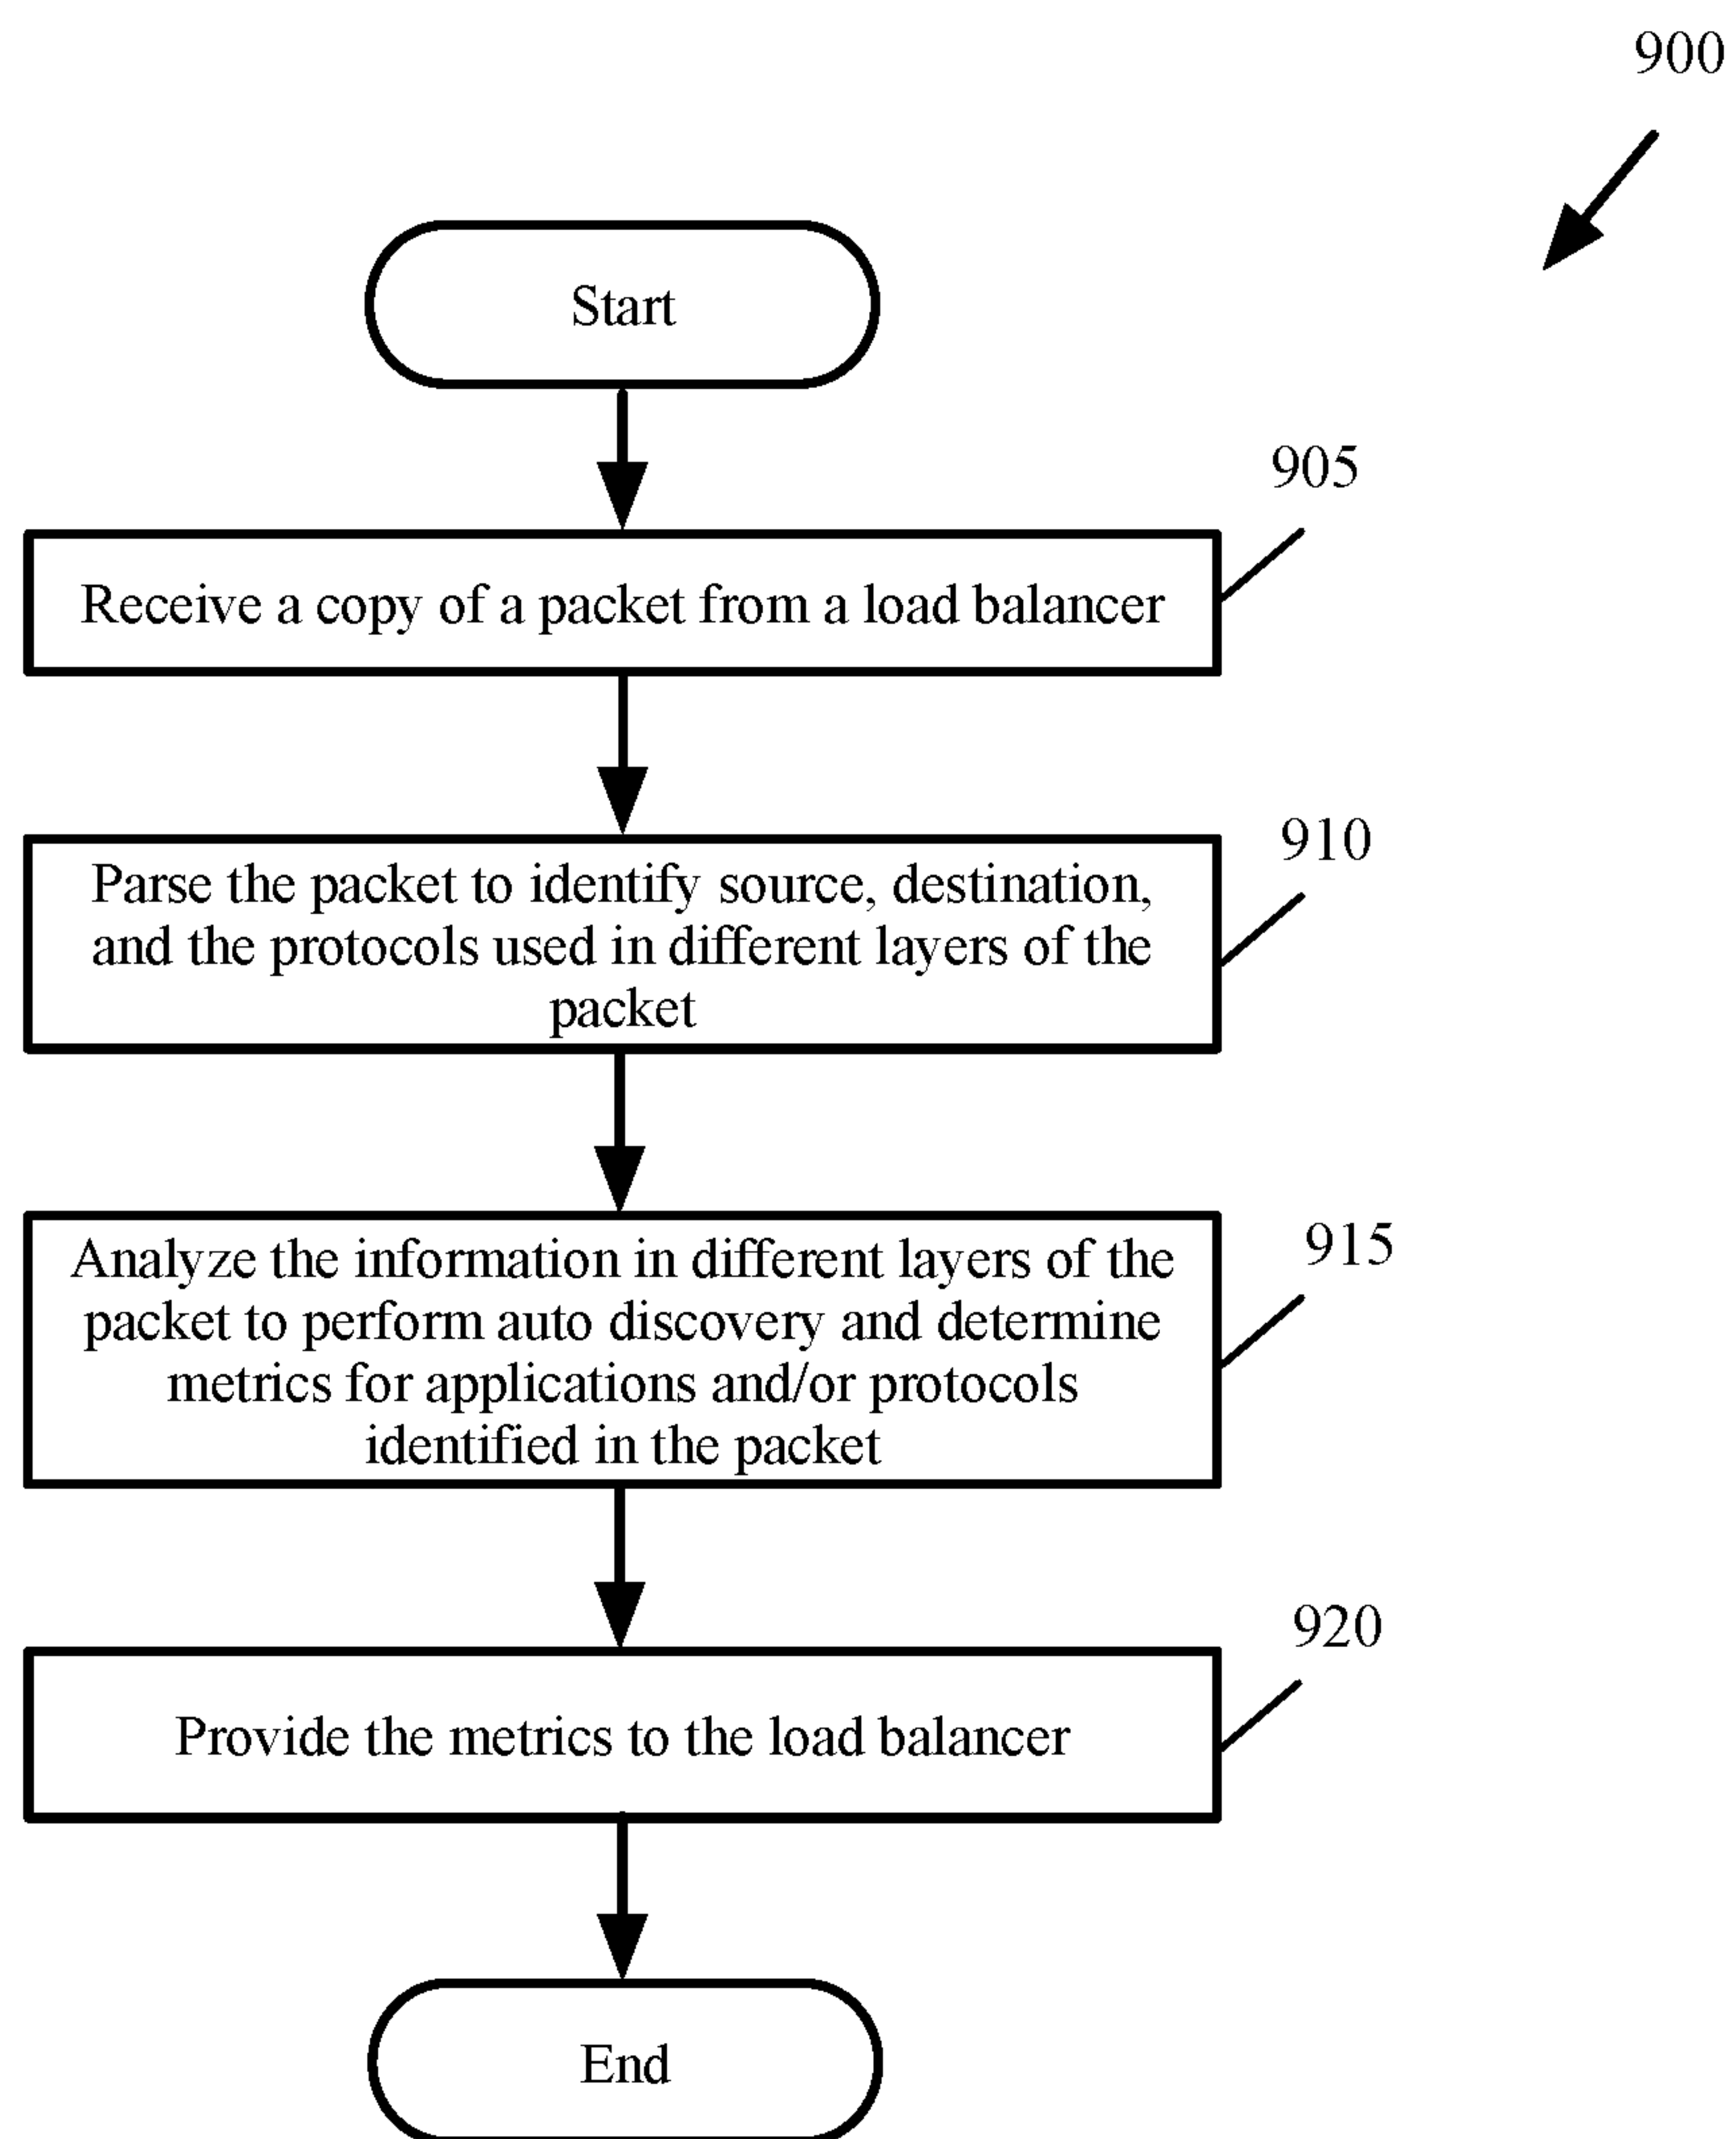 900
Start
905
Receive a copy of a packet from a load balancer
910
Parse the packet to identify source, destination,
and the protocols used in different layers of the
packet
915
Analyze the information in different layers of the
packet to perform auto discovery and determine
metrics for applications and/or protocols
identified in the packet
920
Provide the metrics to the load balancer
End